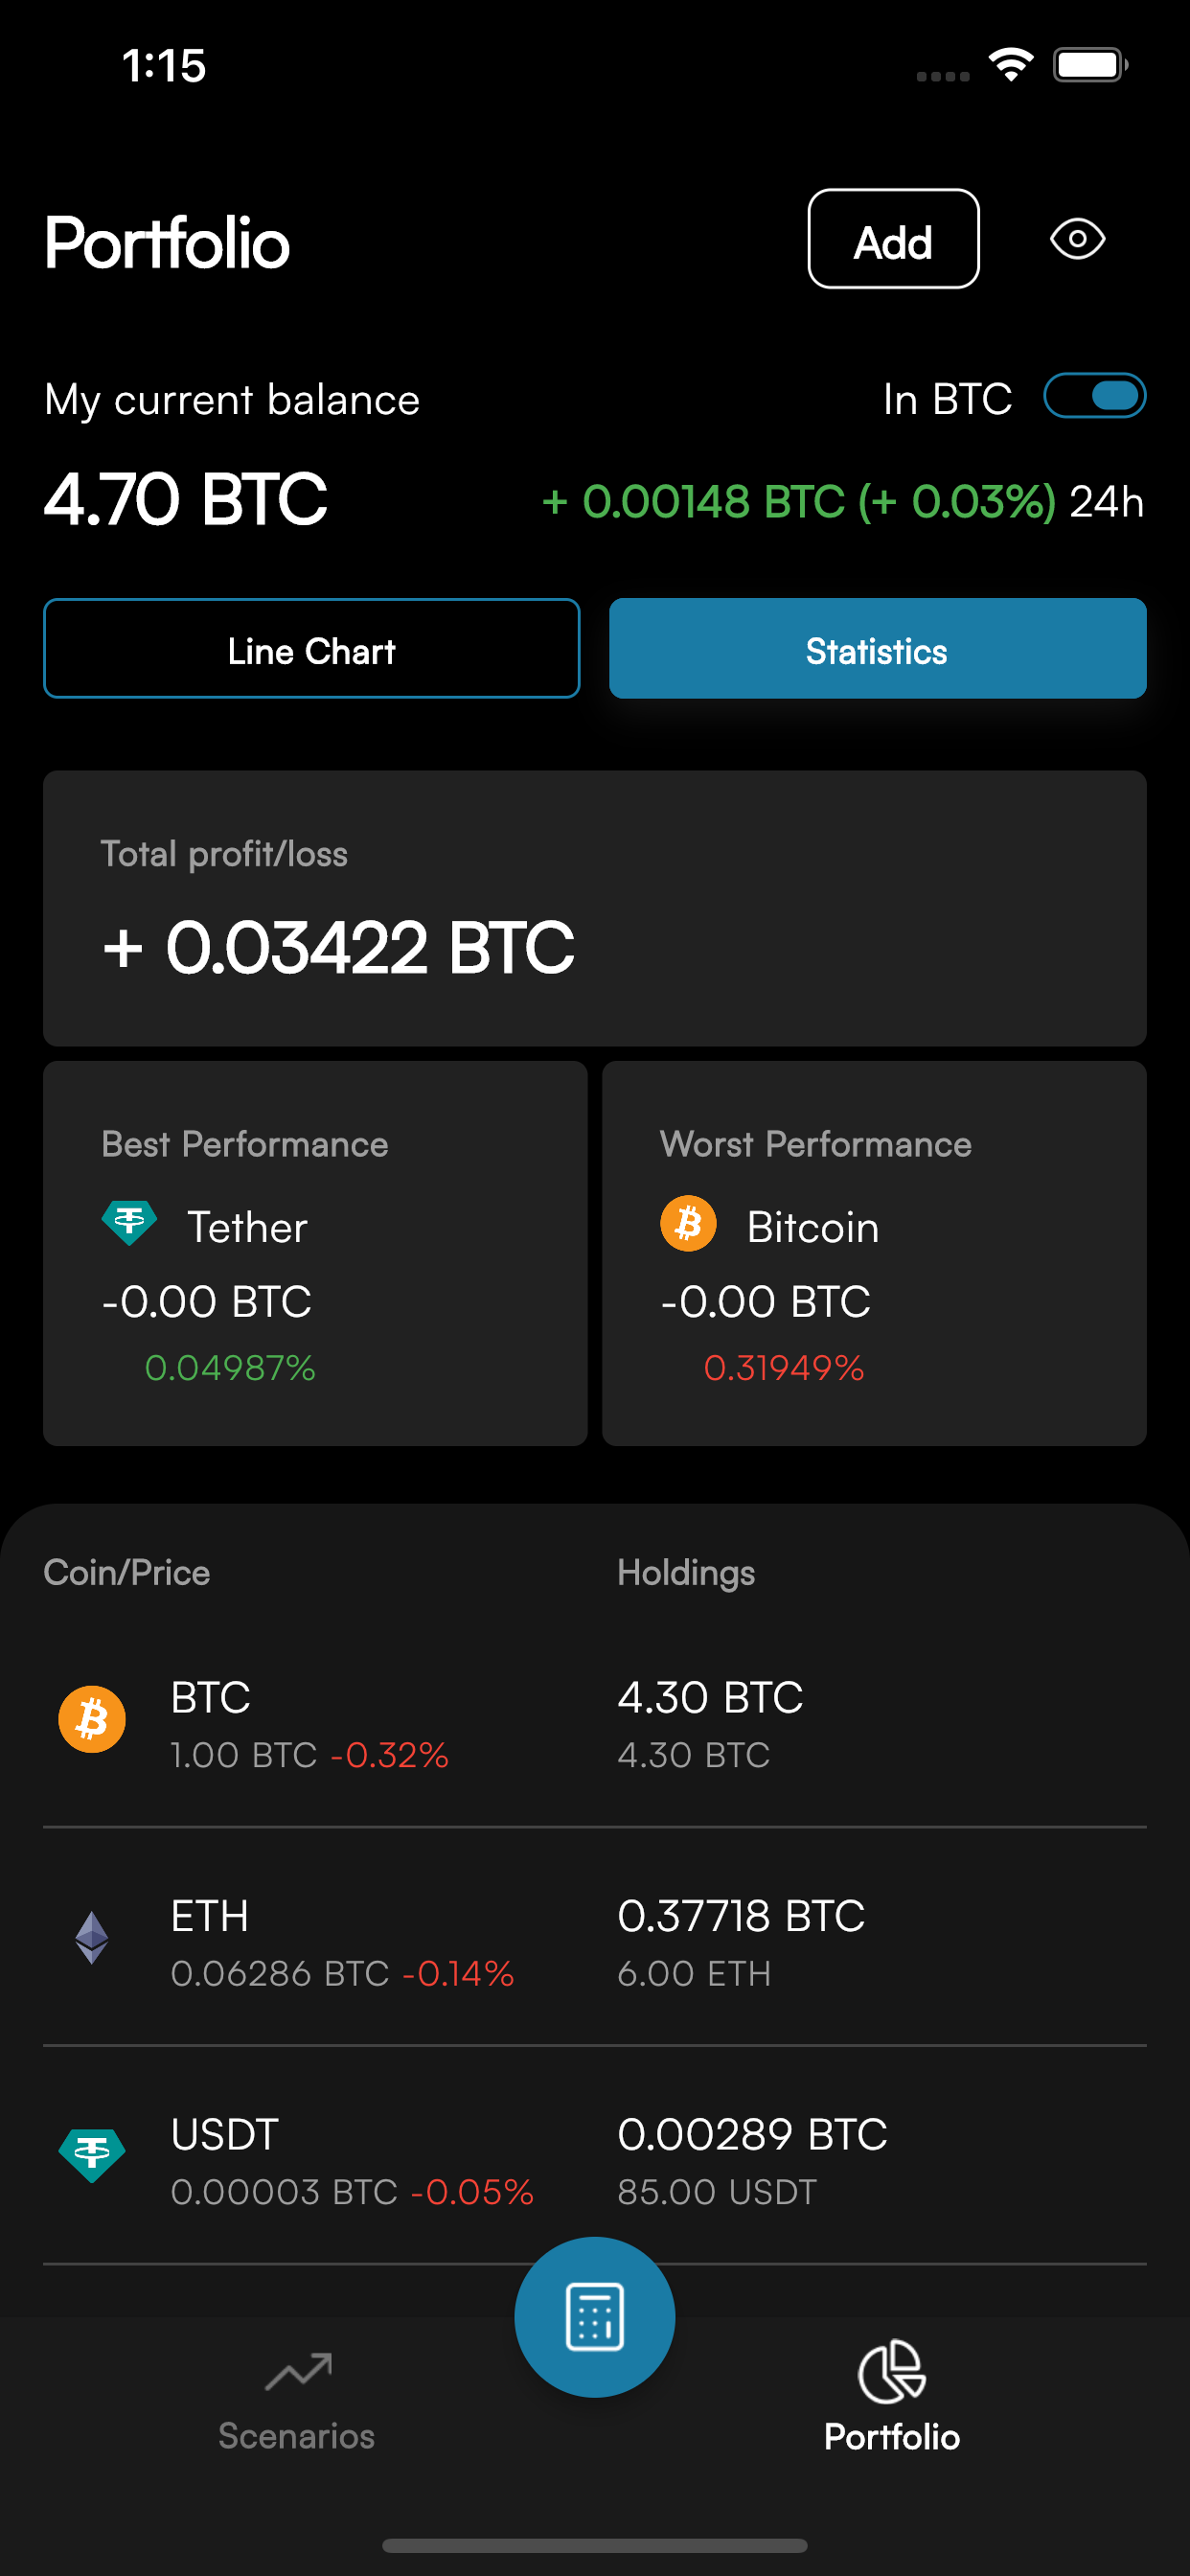 1:15
Portfolio
Add
My current balance
In BTC
4.70 BTC
+ 0.00148 BTC (+ 0.03%) 24h
Line Chart
Statistics
Total profit/loss
+ 0.03422 BTC
Best Performance
Tether
-0.00 BTC
0.04987%
Worst Performance
Bitcoin
-0.00 BTC
0.31949%
Coin/Price
Holdings
BTC
4.30 BTC
1.00 BTC -0.32%
4.30 BTC
ETH
0.37718 BTC
0.06286 BTC -0.14%
6.00 ETH
USDT
0.00289 BTC
0.00003 BTC -0.05%
85.00 USDT
Scenarios
Portfolio